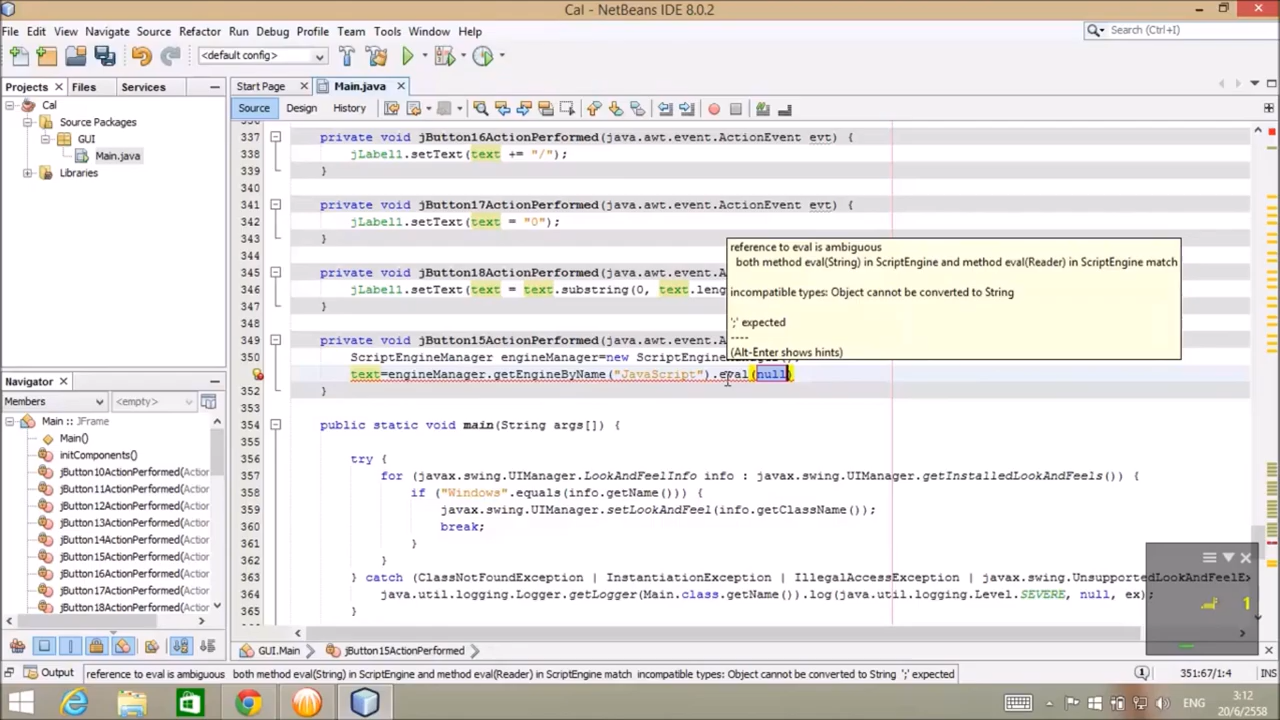 Cal - NetBeans IDE 8.0.2
File Edit View Navigate Source Refactor Run Debug Profile Team Tools Window Help
Search (Ctrl+I)
<default config>
Projects Files Services
Start Page Main.java
Source Design History
Cal
Source Packages
GUI
Main.java
Libraries
337 private void jButton16ActionPerformed(java.awt.event.ActionEvent evt) {
338 jLabel1.setText(text += "/");
339 }
340
341 private void jButton17ActionPerformed(java.awt.event.ActionEvent evt) {
342 jLabel1.setText(text = "0");
343 }
344
345 private void jButton18ActionPerformed(java.awt.event.A
346 jLabel1.setText(text = text.substring(0, text.leng
347 }
348
349 private void jButton15ActionPerformed(java.awt.event.A
350 ScriptEngineManager engineManager=new ScriptEngine
text=engineManager.getEngineByName("JavaScript").eval(null)
352 }
353
354 public static void main(String args[]) {
355
356 try {
357 for (javax.swing.UIManager.LookAndFeelInfo info : javax.swing.UIManager.getInstalledLookAndFeels()) {
358 if ("Windows".equals(info.getName())) {
359 javax.swing.UIManager.setLookAndFeel(info.getClassName());
360 break;
361 }
362 }
363 } catch (ClassNotFoundException | InstantiationException | IllegalAccessException | javax.swing.UnsupportedLookAndFeelEx
364 java.util.logging.Logger.getLogger(Main.class.getName()).log(java.util.logging.Level.SEVERE, null, ex);
365 }
reference to eval is ambiguous
both method eval(String) in ScriptEngine and method eval(Reader) in ScriptEngine match
incompatible types: Object cannot be converted to String
';' expected
----
(Alt-Enter shows hints)
Navigator
Members <empty>
Main :: JFrame
Main()
initComponents()
jButton10ActionPerformed(Action
jButton11ActionPerformed(Action
jButton12ActionPerformed(Action
jButton13ActionPerformed(Action
jButton14ActionPerformed(Action
jButton15ActionPerformed(Action
jButton16ActionPerformed(Action
jButton17ActionPerformed(Action
jButton18ActionPerformed(Action
1
GUI.Main jButton15ActionPerformed
Output reference to eval is ambiguous both method eval(String) in ScriptEngine and method eval(Reader) in ScriptEngine match incompatible types: Object cannot be converted to String ';' expected
351:67/1:4 INS
ENG
3:12
20/6/2558